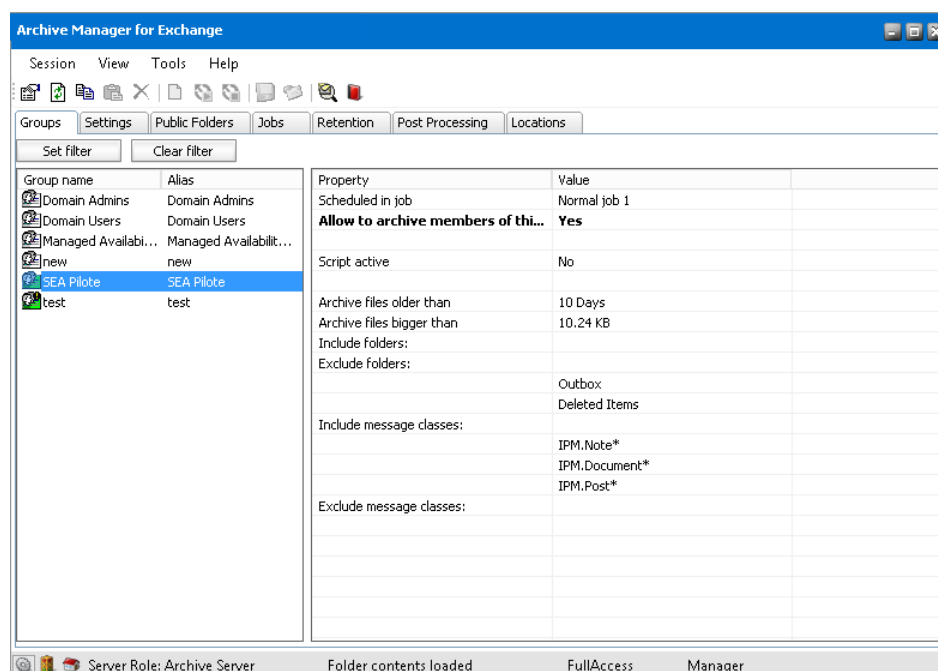 Archive Manager for Exchange
Session View Tools Help
Groups Settings Public Folders Jobs Retention Post Processing Locations
Set filter Clear filter
Group name Alias Property Value
Domain Admins Domain Admins Scheduled in job Normal job 1
Domain Users Domain Users Allow to archive members of thi... Yes
Managed Availabi... Managed Availabilit...
new new Script active No
SEA Pilote SEA Pilote
test test Archive files older than 10 Days
Archive files bigger than 10.24 KB
Include folders:
Exclude folders:
Outbox
Deleted Items
Include message classes:
IPM.Note*
IPM.Document*
IPM.Post*
Exclude message classes:
Server Role: Archive Server Folder contents loaded FullAccess Manager